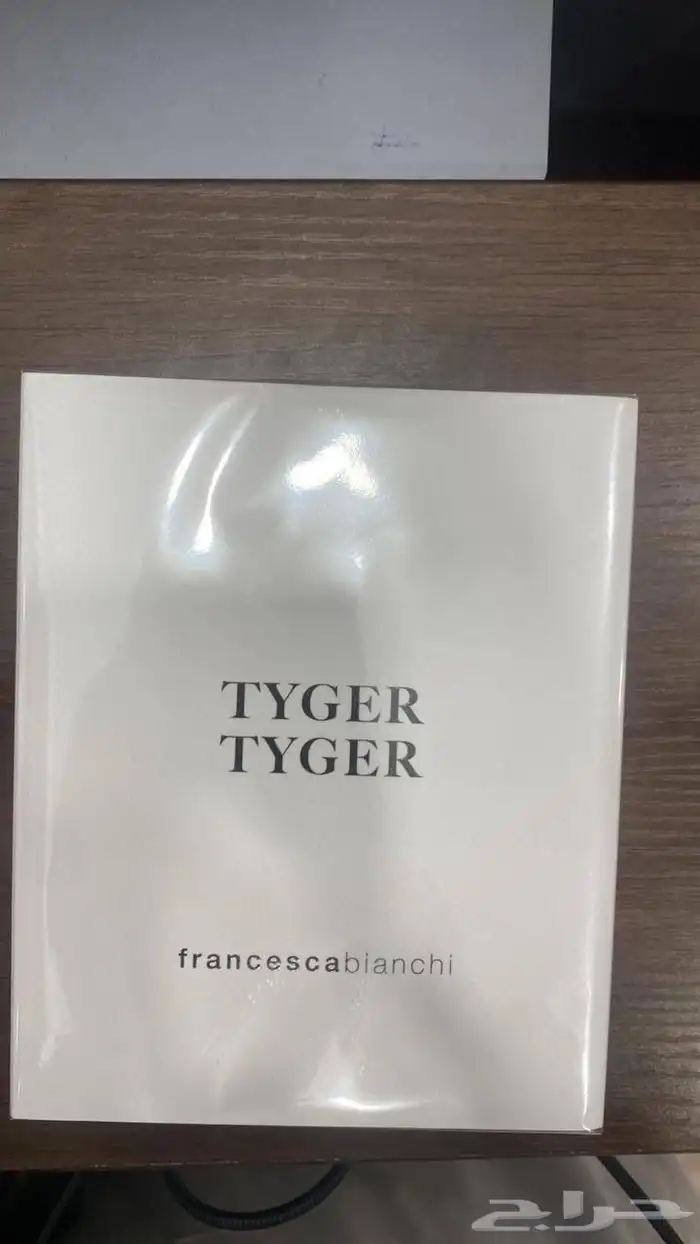 TYGER
TYGER
francescabianchi
حراج